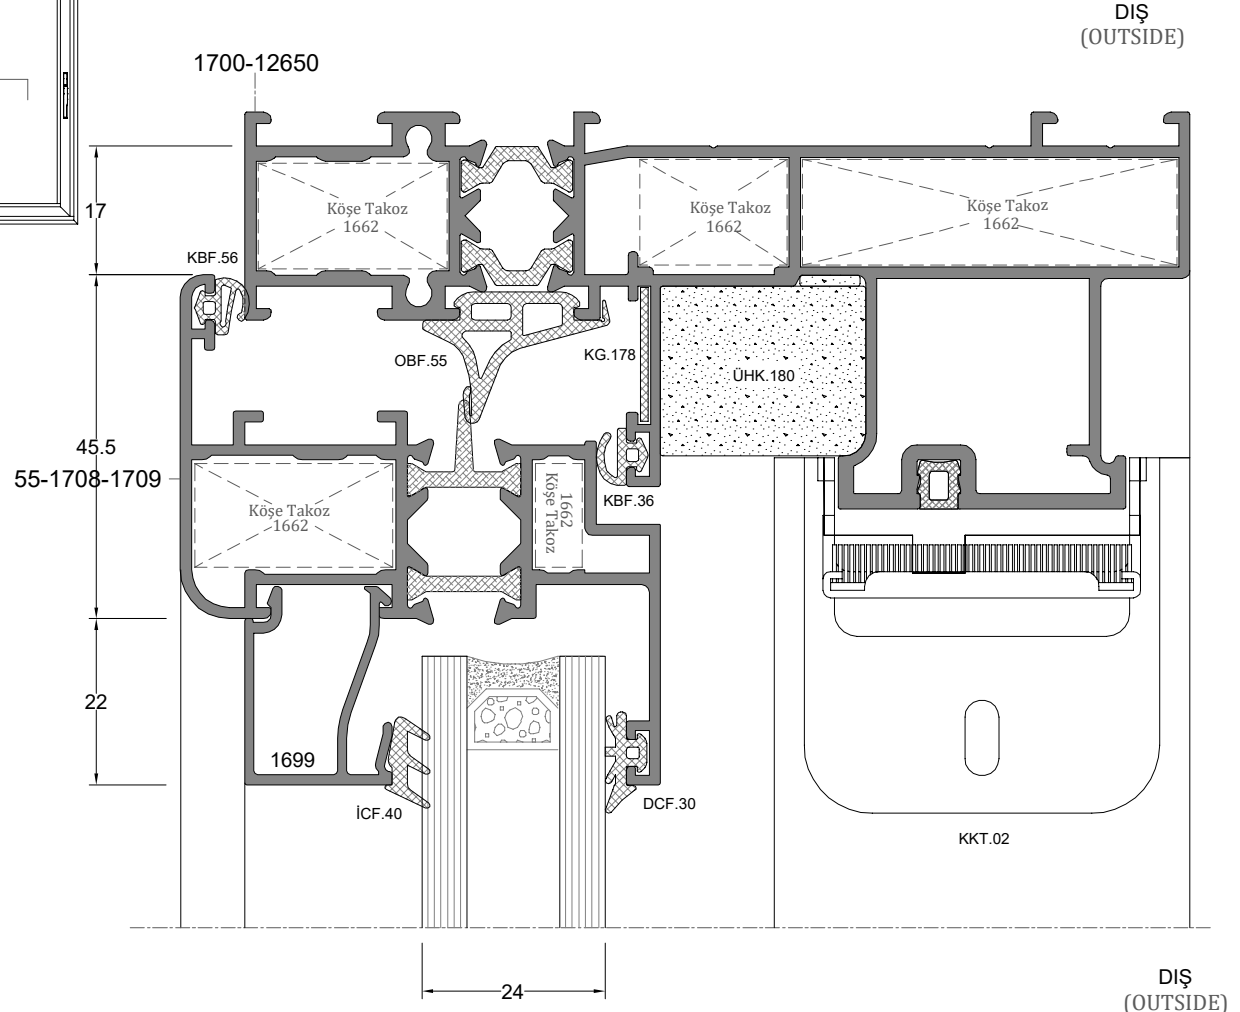 DIŞ
(OUTSIDE)
1700-12650
Köşe Takoz
1662
Köşe Takoz
1662
Köşe Takoz
1662
17
KBF.56
OBF.55
KG.178
ÜHK.180
45.5
55-1708-1709
Köşe Takoz
1662
1662
Köşe Takoz
KBF.36
22
1699
İCF.40
DCF.30
KKT.02
24
DIŞ
(OUTSIDE)